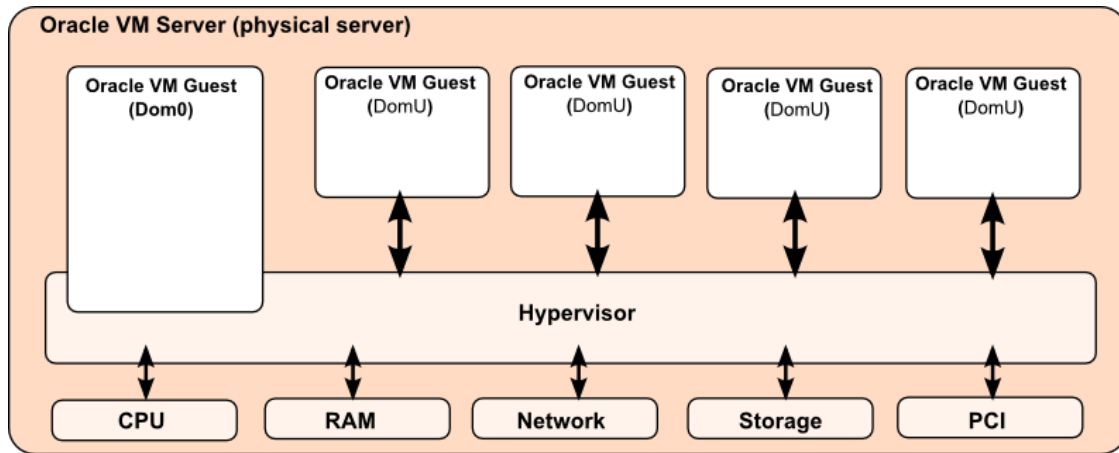 Oracle VM Server (physical server)
Oracle VM Guest
(Dom0)
Oracle VM Guest
(DomU)
Oracle VM Guest
(DomU)
Oracle VM Guest
(DomU)
Oracle VM Guest
(DomU)
Hypervisor
CPU
RAM
Network
Storage
PCI